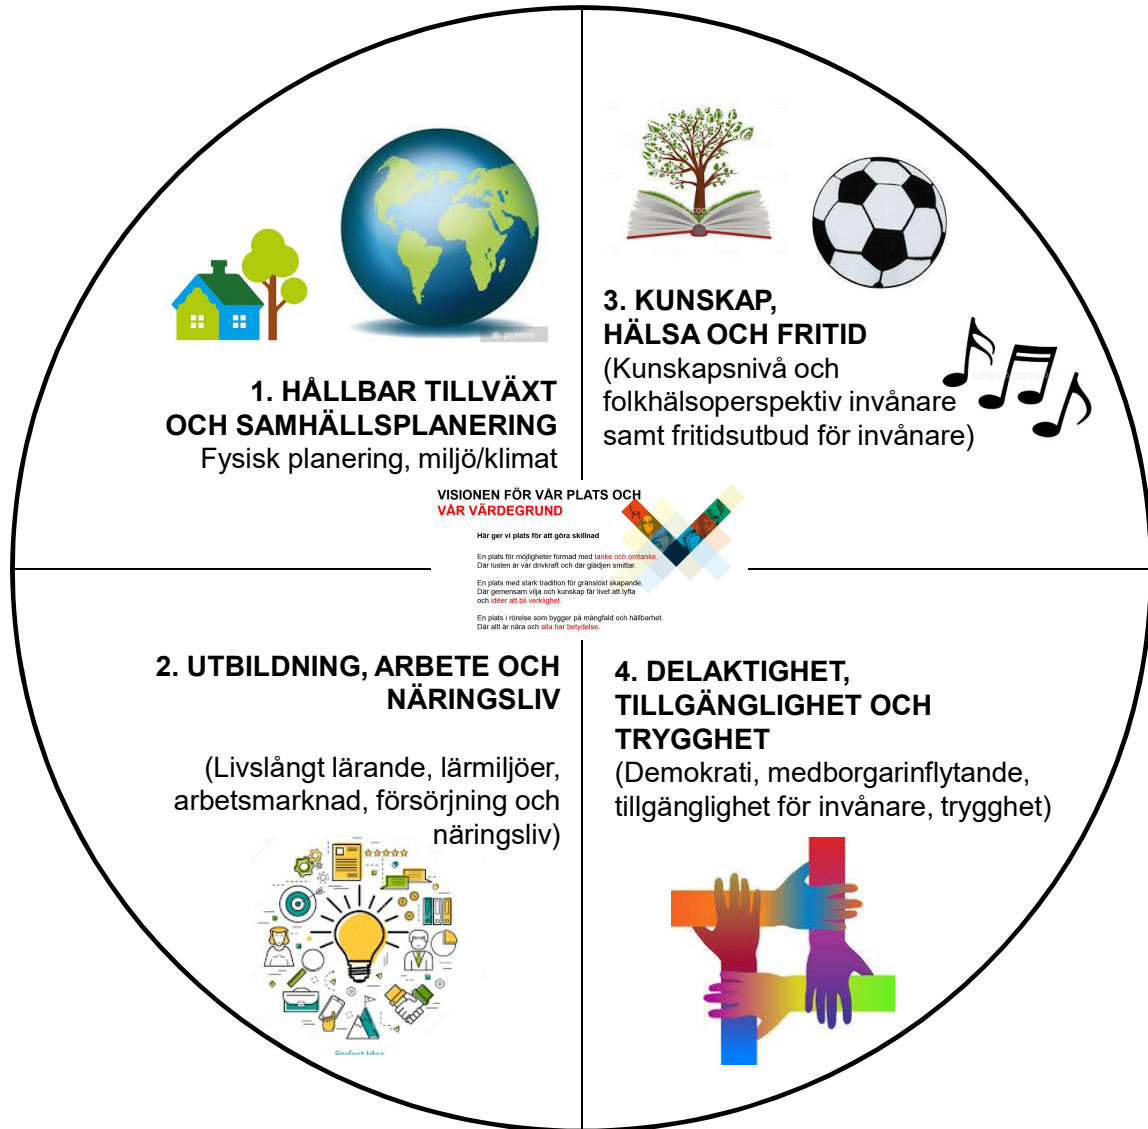 1. HÅLLBAR TILLVÄXT
OCH SAMHÄLLSPLANERING
Fysisk planering, miljö/klimat
3. KUNSKAP,
HÄLSA OCH FRITID
(Kunskapsnivå och
folkhälsoperspektiv invånare
samt fritidsutbud för invånare)
VISIONEN FÖR VÅR PLATS OCH
VÅR VÄRDEGRUND
Här ger vi plats för att göra skillnad
En plats för möjligheter formad med tanke och omtanke.
Där lusten är vår drivkraft och där glädjen smittar.
En plats med stark tradition för gränslöst skapande.
Där gemensam vilja och kunskap får livet att lyfta
och idéer att bli verklighet.
En plats i rörelse som bygger på mångfald och hållbarhet.
Där allt är nära och alla har betydelse.
2. UTBILDNING, ARBETE OCH
NÄRINGSLIV
(Livslångt lärande, lärmiljöer,
arbetsmarknad, försörjning och
näringsliv)
4. DELAKTIGHET,
TILLGÄNGLIGHET OCH
TRYGGHET
(Demokrati, medborgarinflytande,
tillgänglighet för invånare, trygghet)